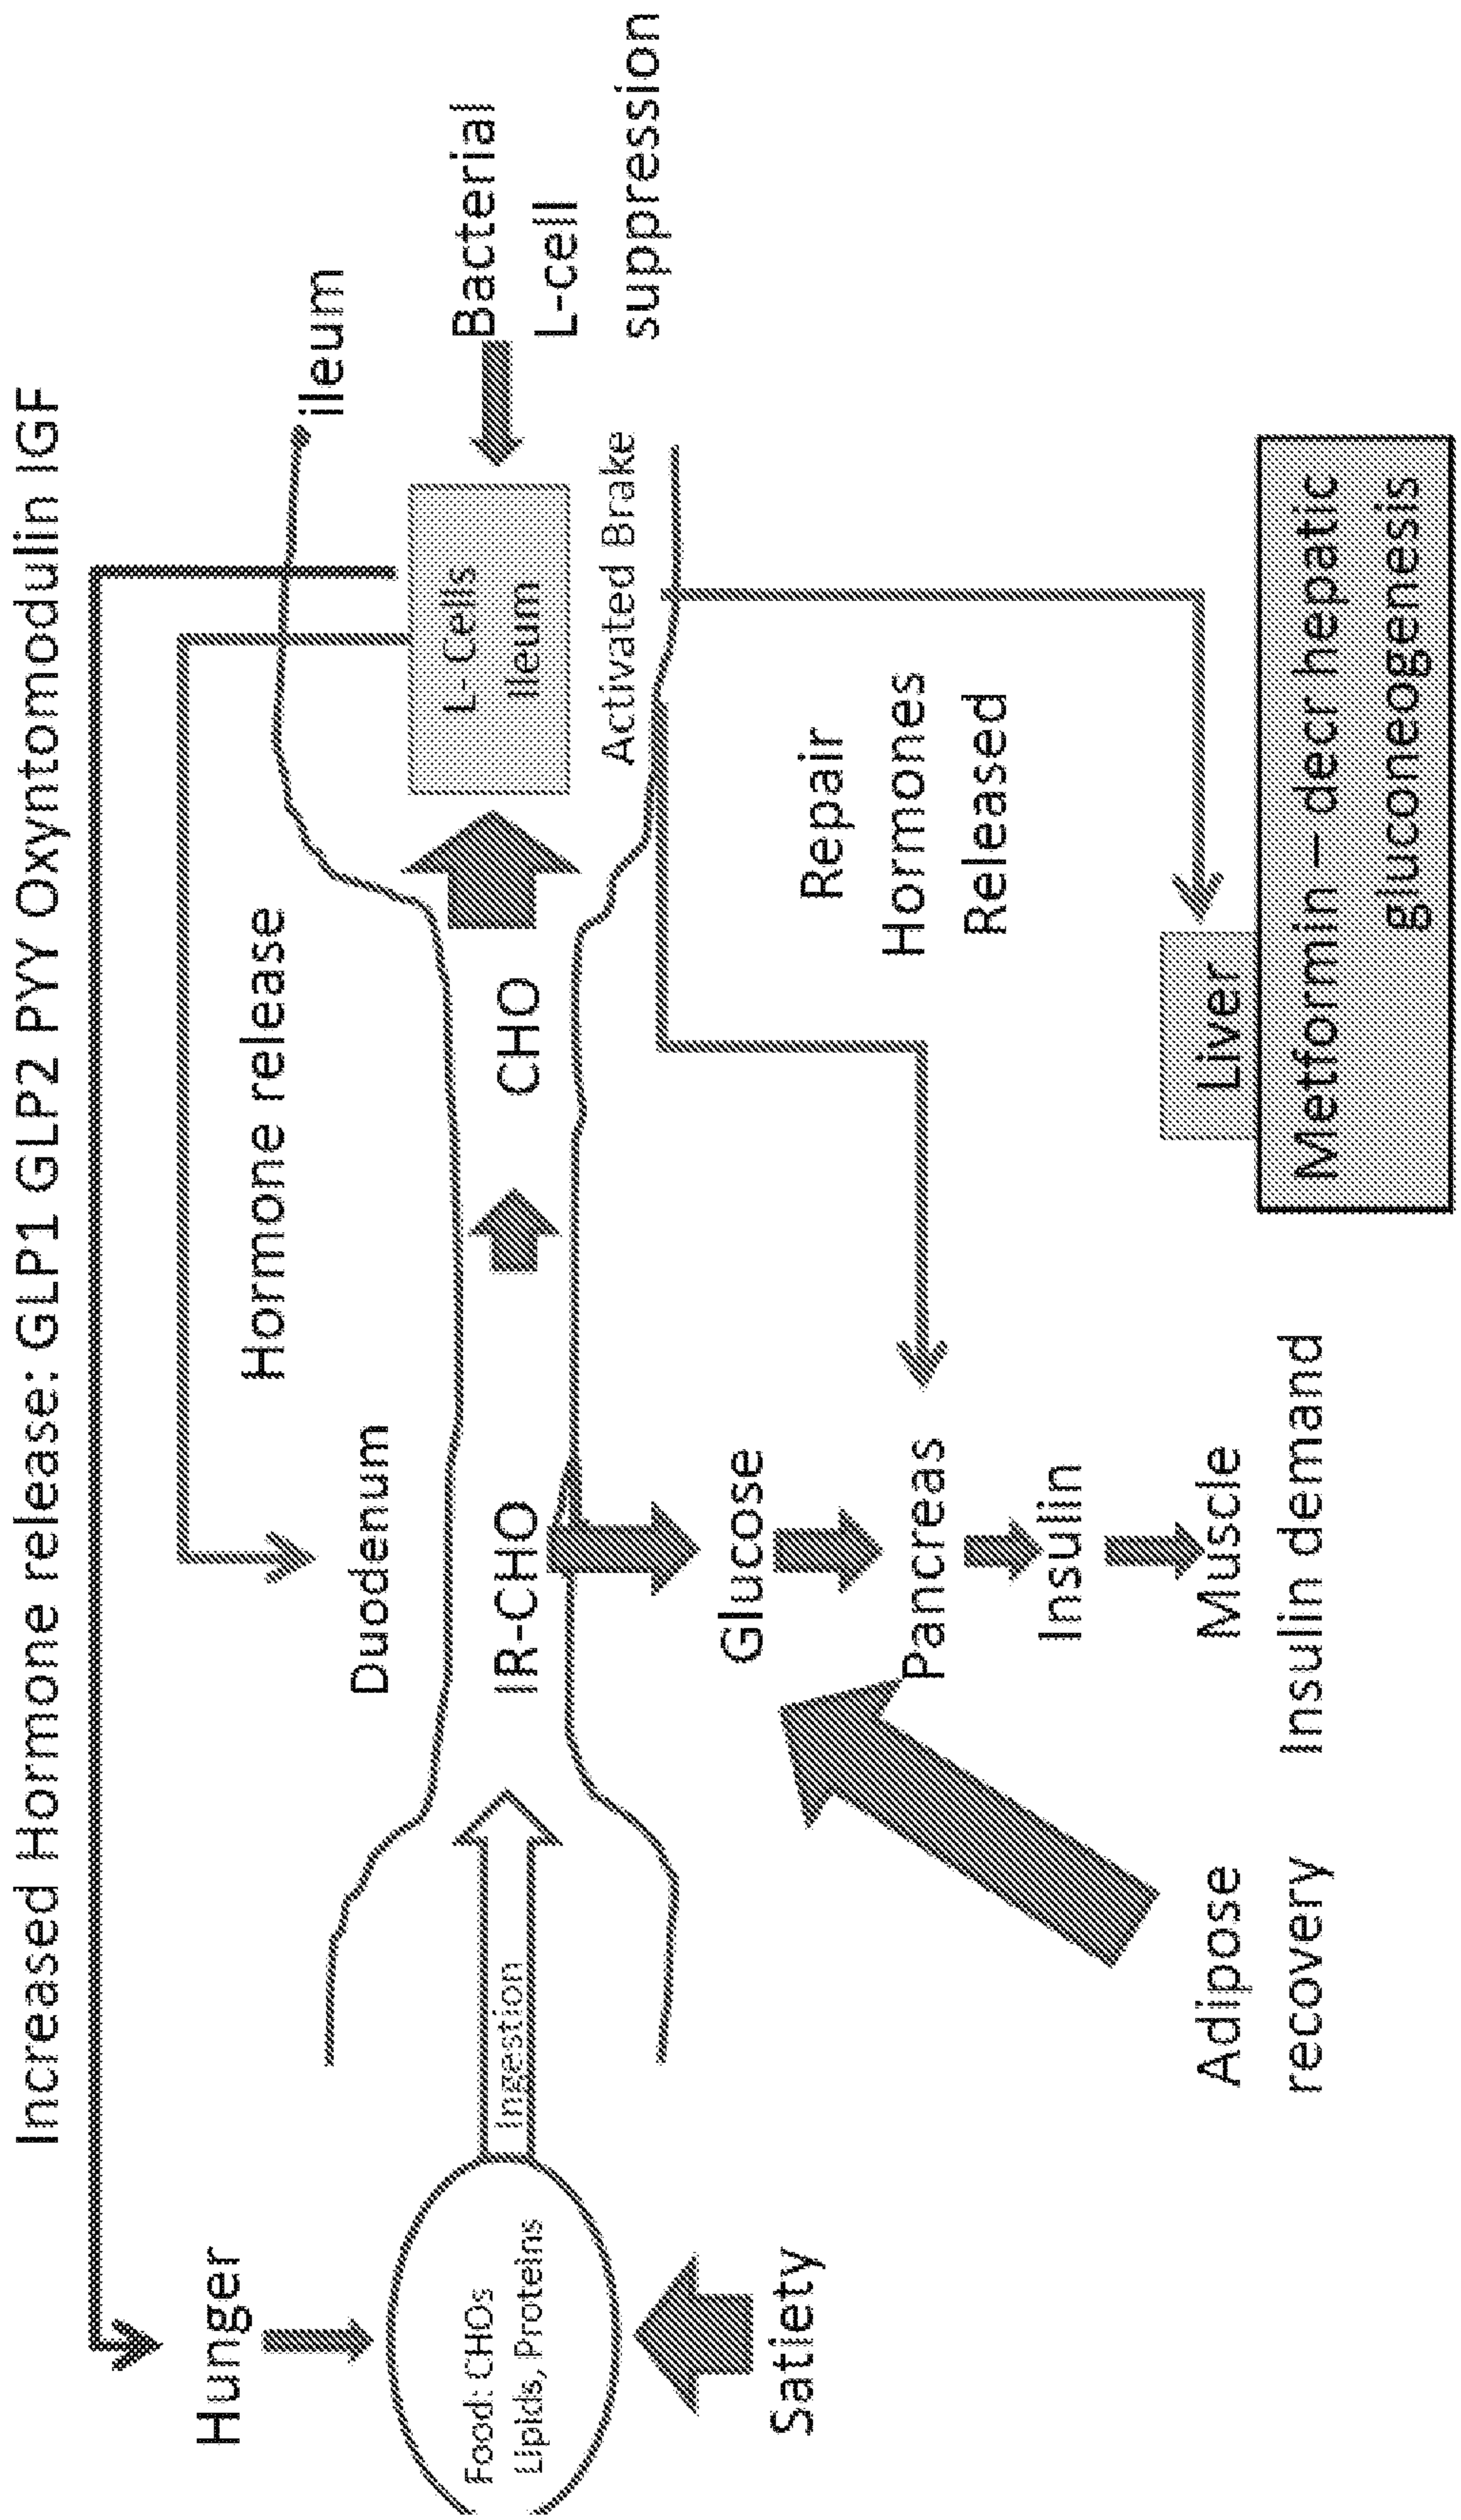 Increased Hormone release: GLP1 GLP2 PYY Oxyntomodulin IGF
Hunger
Hormone release
ileum
Duodenum
Food: CHOs
Lipids, Proteins
Ingestion
IR-CHO
CHO
L- Cells
Ileum
Bacterial
L-cell
suppression
Activated Brake
Satiety
Glucose
Repair
Hormones
Released
Pancreas
Insulin
Adipose
recovery
Muscle
Insulin demand
Liver
Metformin – decr hepatic
gluconeogenesis